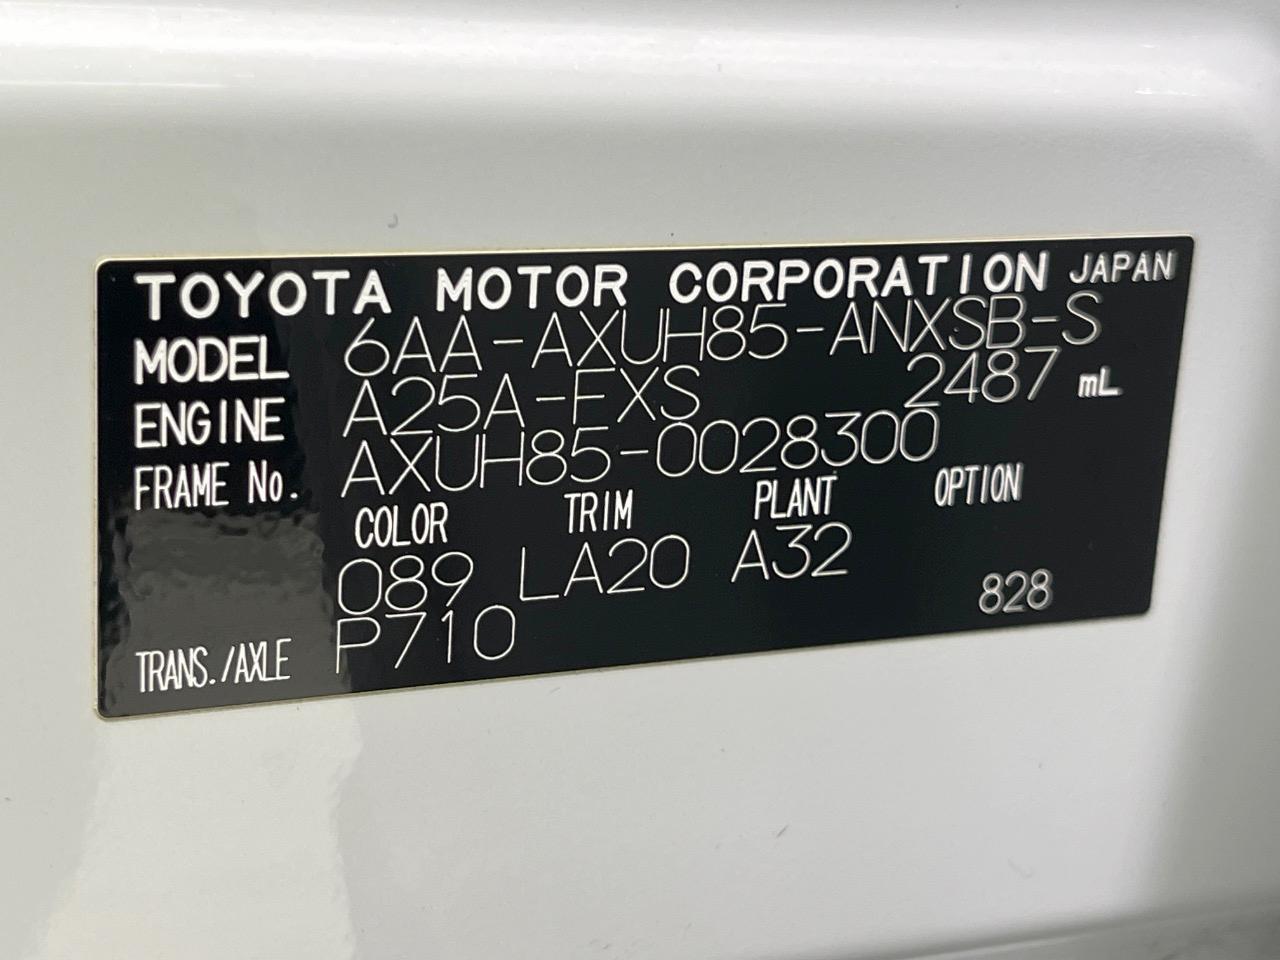 TOYOTA MOTOR CORPORATION JAPAN
MODEL 6AA-AXUH85-ANXSB-S
ENGINE A25A-FXS 2487 mL
FRAME No. AXUH85-0028300
COLOR TRIM PLANT OPTION
089 LA20 A32
TRANS./AXLE P710 828